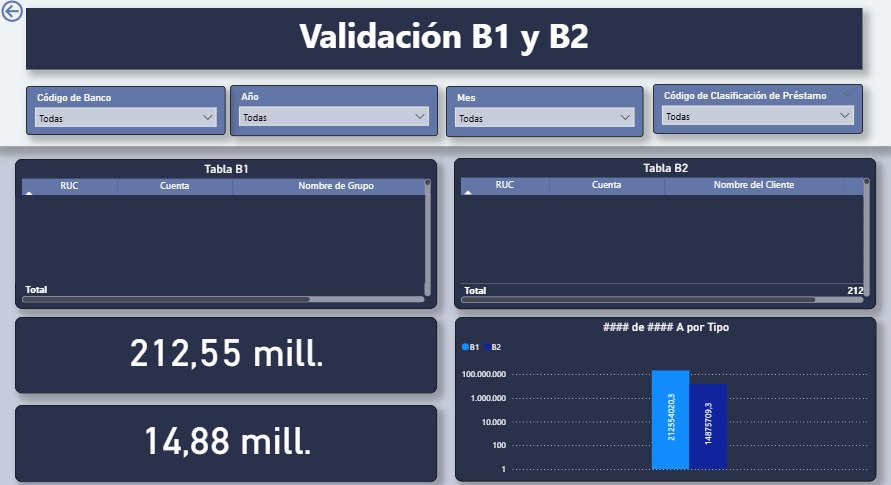 Validación B1 y B2
Código de Banco
Todas
Año
Todas
Mes
Todas
Código de Clasificación de Préstamo
Todas
Tabla B1
RUC Cuenta Nombre de Grupo
Total
Tabla B2
RUC Cuenta Nombre del Cliente
Total 212
212,55 mill.
14,88 mill.
#### de #### A por Tipo
B1 B2
100.000.000
1.000.000
10.000
100
1
212554020,3
14875709,3